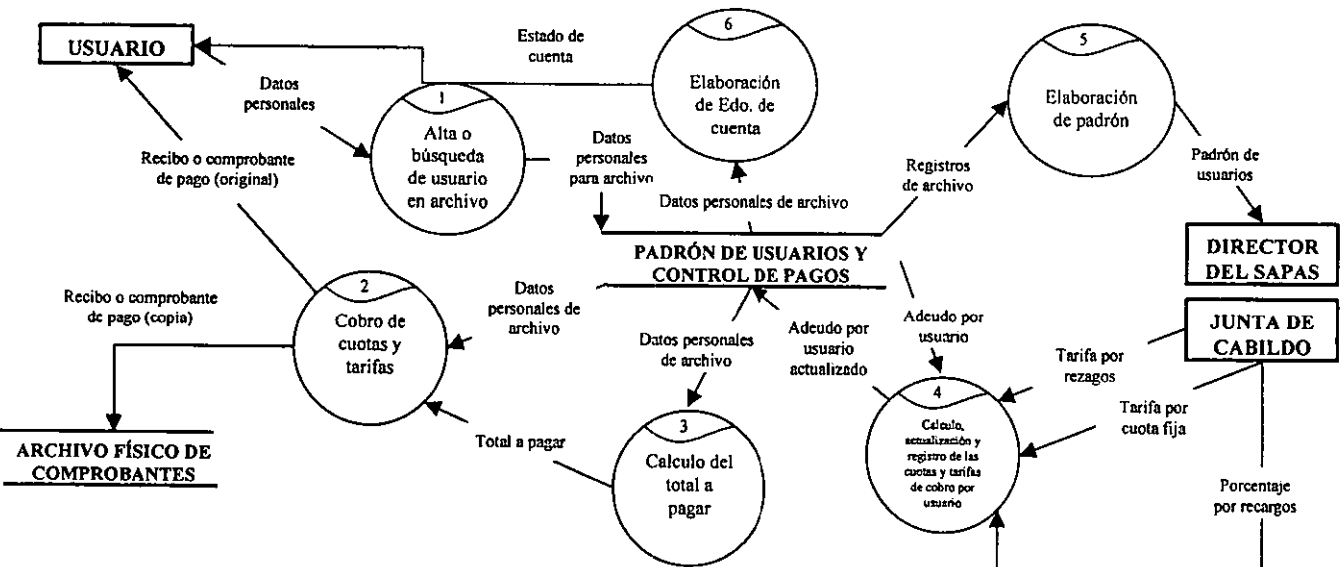 USUARIO
Datos
personales
Estado de
cuenta
6
Elaboración
de Edo. de
cuenta
5
Elaboración
de padrón
1
Alta o
búsqueda
de usuario
en archivo
Datos
personales
para archivo
Recibo o comprobante
de pago (original)
Datos personales de archivo
Registros
de archivo
Padrón de
usuarios
PADRÓN DE USUARIOS Y
CONTROL DE PAGOS
DIRECTOR
DEL SAPAS
Recibo o comprobante
de pago (copia)
2
Cobro de
cuotas y
tarifas
Datos
personales de
archivo
Datos personales
de archivo
Adeudo por
usuario
actualizado
Adeudo por
usuario
JUNTA DE
CABILDO
Tarifa por
rezagos
Tarifa por
cuota fija
ARCHIVO FÍSICO DE
COMPROBANTES
Total a pagar
3
Calculo del
total a
pagar
4
Calculo,
actualización y
registro de las
cuotas y tarifas
de cobro por
usuario
Porcentaje
por recargos